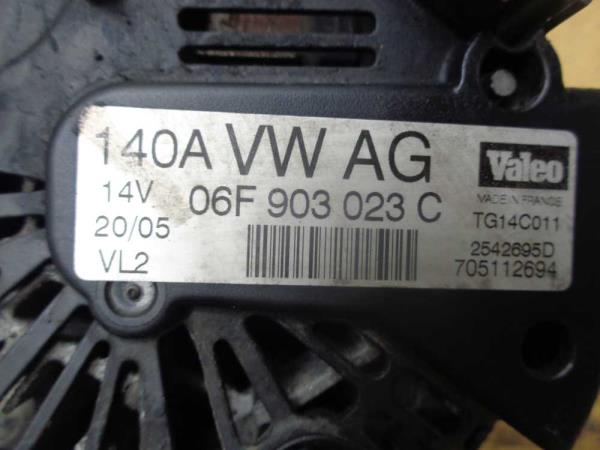 140A VW AG
Valeo
MADE IN FRANCE
14V
06F 903 023 C
TG14C011
20/05
2542695D
VL2
705112694